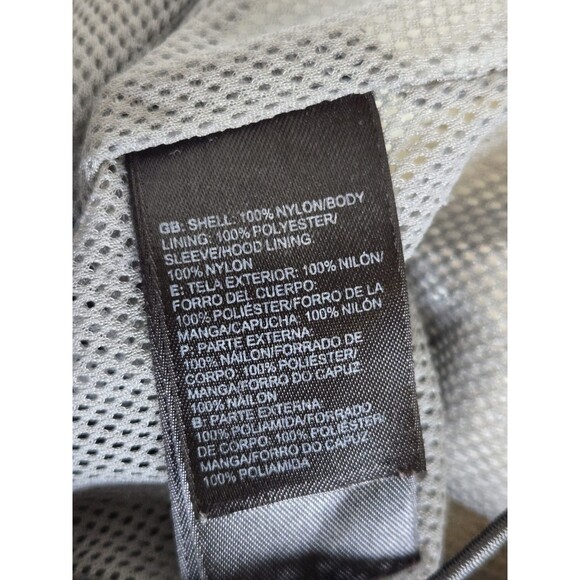 GB: SHELL: 100% NYLON/BODY
LINING: 100% POLYESTER/
SLEEVE/HOOD LINING:
100% NYLON
E: TELA EXTERIOR: 100% NILÓN/
FORRO DEL CUERPO:
100% POLIÉSTER/FORRO DE LA
MANGA/CAPUCHA: 100% NILÓN
P: PARTE EXTERNA:
100% NAILON/FORRADO DE
CORPO: 100% POLIÉSTER/
MANGA/FORRO DO CAPUZ:
100% NAILON
B: PARTE EXTERNA:
100% POLIAMIDA/FORRADO
DE CORPO: 100% POLIÉSTER/
MANGA/FORRO DO CAPUZ:
100% POLIAMIDA